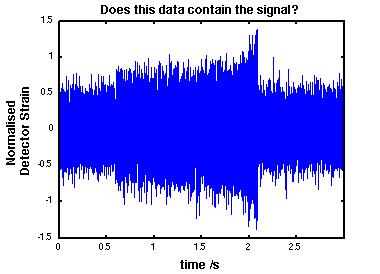 Does this data contain the signal?
1.5
1
0.5
0
-0.5
-1
-1.5
Normalised
Detector Strain
0 0.5 1 1.5 2 2.5
time /s